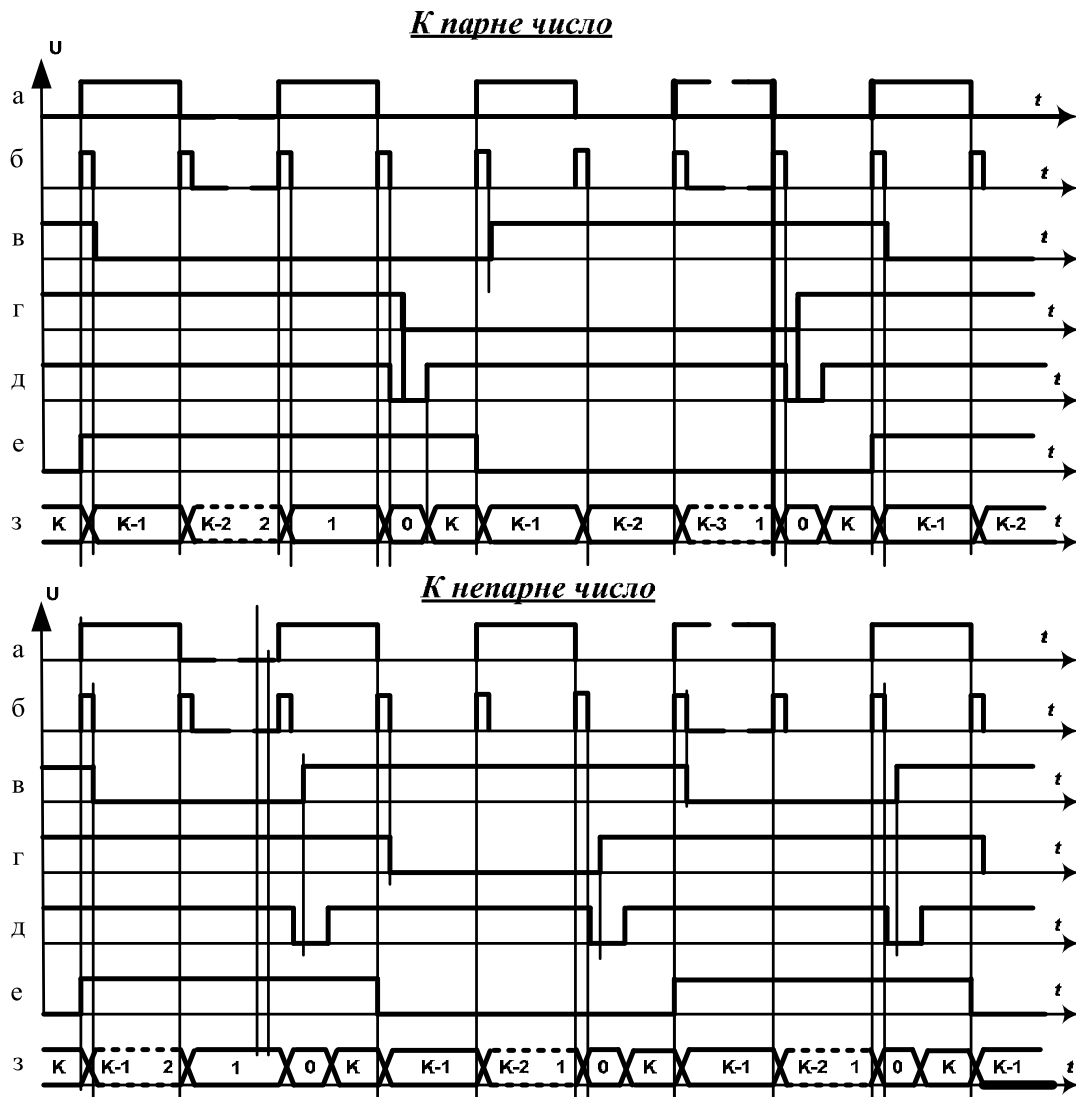 К парне число
U
а t
б t
в t
г t
д t
е t
з K K-1 K-2 2 1 0 K K-1 K-2 K-3 1 0 K K-1 K-2 t
К непарне число
U
а t
б t
в t
г t
д t
е t
з K K-1 2 1 0 K K-1 K-2 1 0 K K-1 K-2 1 0 K K-1 t